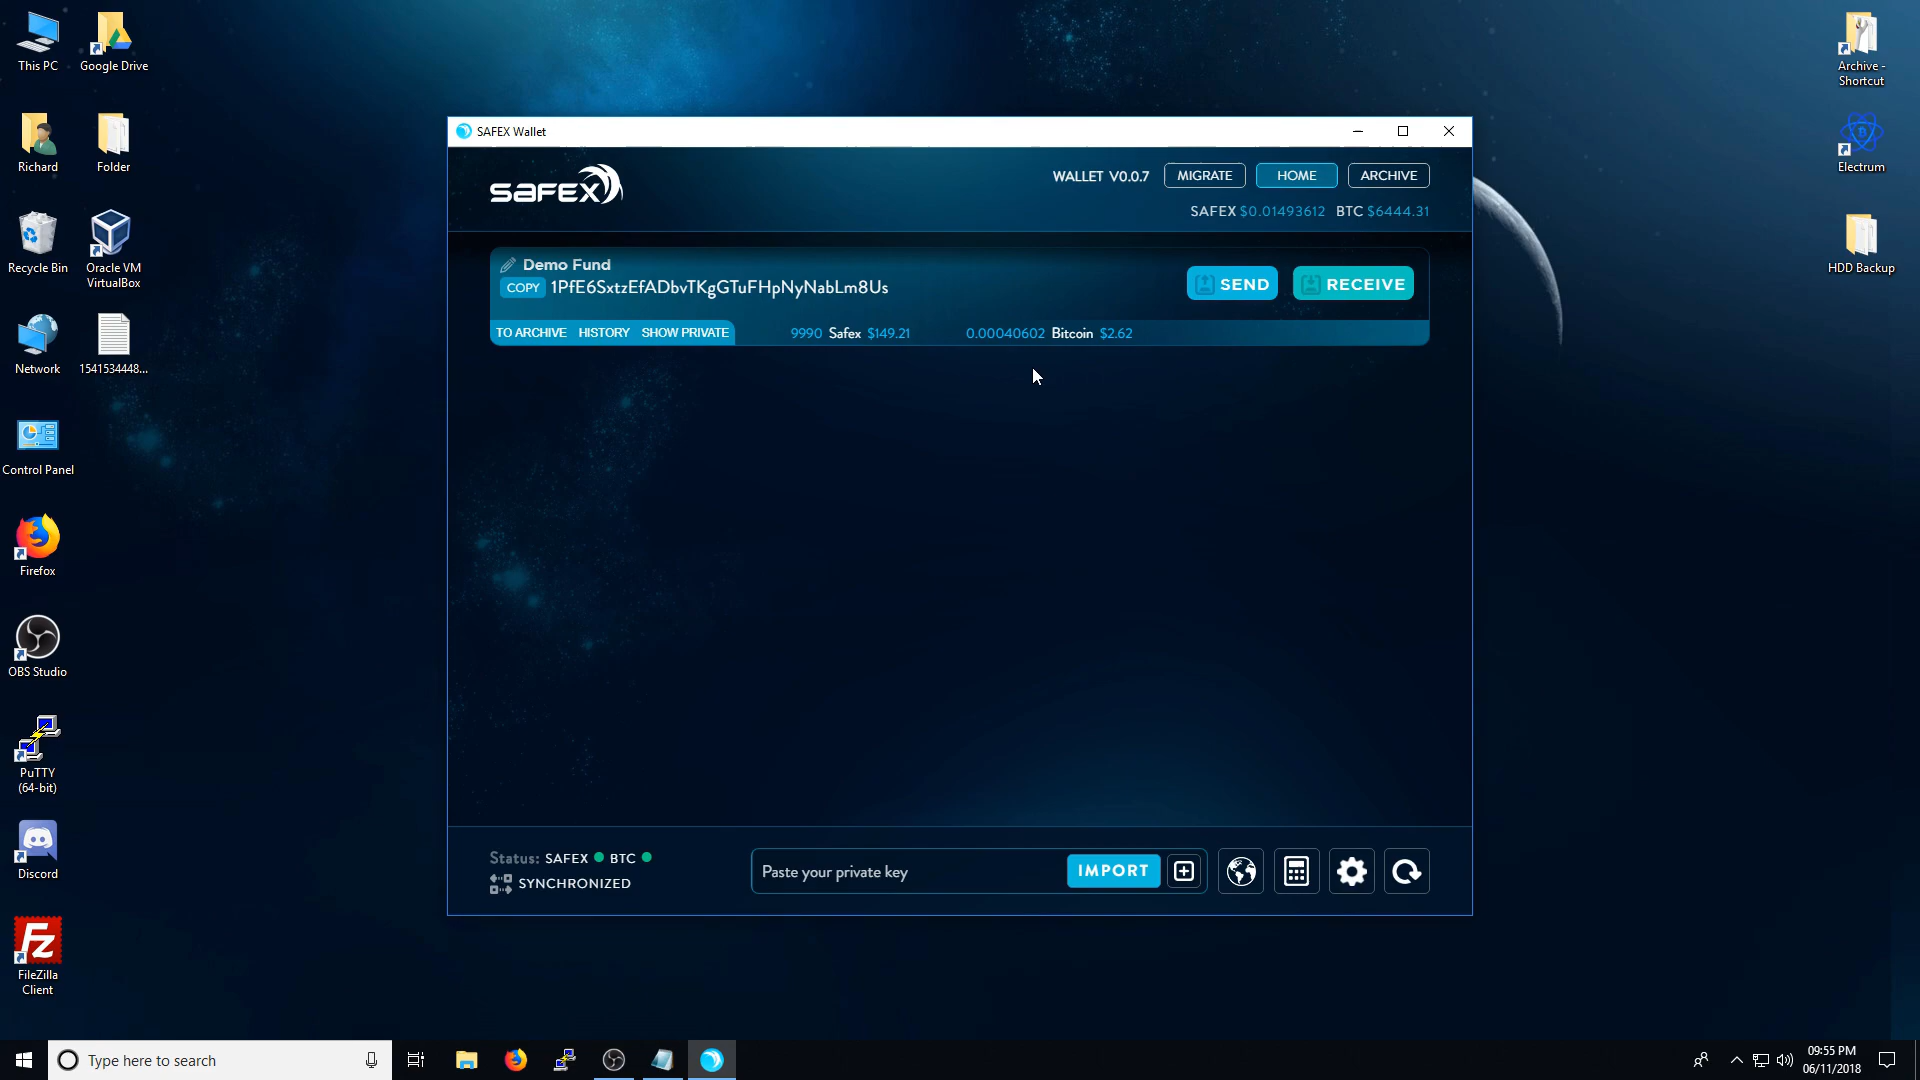 This PC
Google Drive
Richard
Folder
Recycle Bin
Oracle VM
VirtualBox
Network
1541534448...
Control Panel
Firefox
OBS Studio
PuTTY
(64-bit)
Discord
FileZilla
Client
Archive -
Shortcut
Electrum
HDD Backup
SAFEX Wallet
SAFEX
WALLET V0.0.7 MIGRATE HOME ARCHIVE
SAFEX $0.01493612 BTC $6444.31
Demo Fund
COPY 1PfE6SxtzEfADbvTKgGTuFHpNyNabLm8Us
SEND RECEIVE
TO ARCHIVE HISTORY SHOW PRIVATE 9990 Safex $149.21 0.00040602 Bitcoin $2.62
Status: SAFEX BTC
SYNCHRONIZED
Paste your private key IMPORT
Type here to search
09:55 PM
06/11/2018